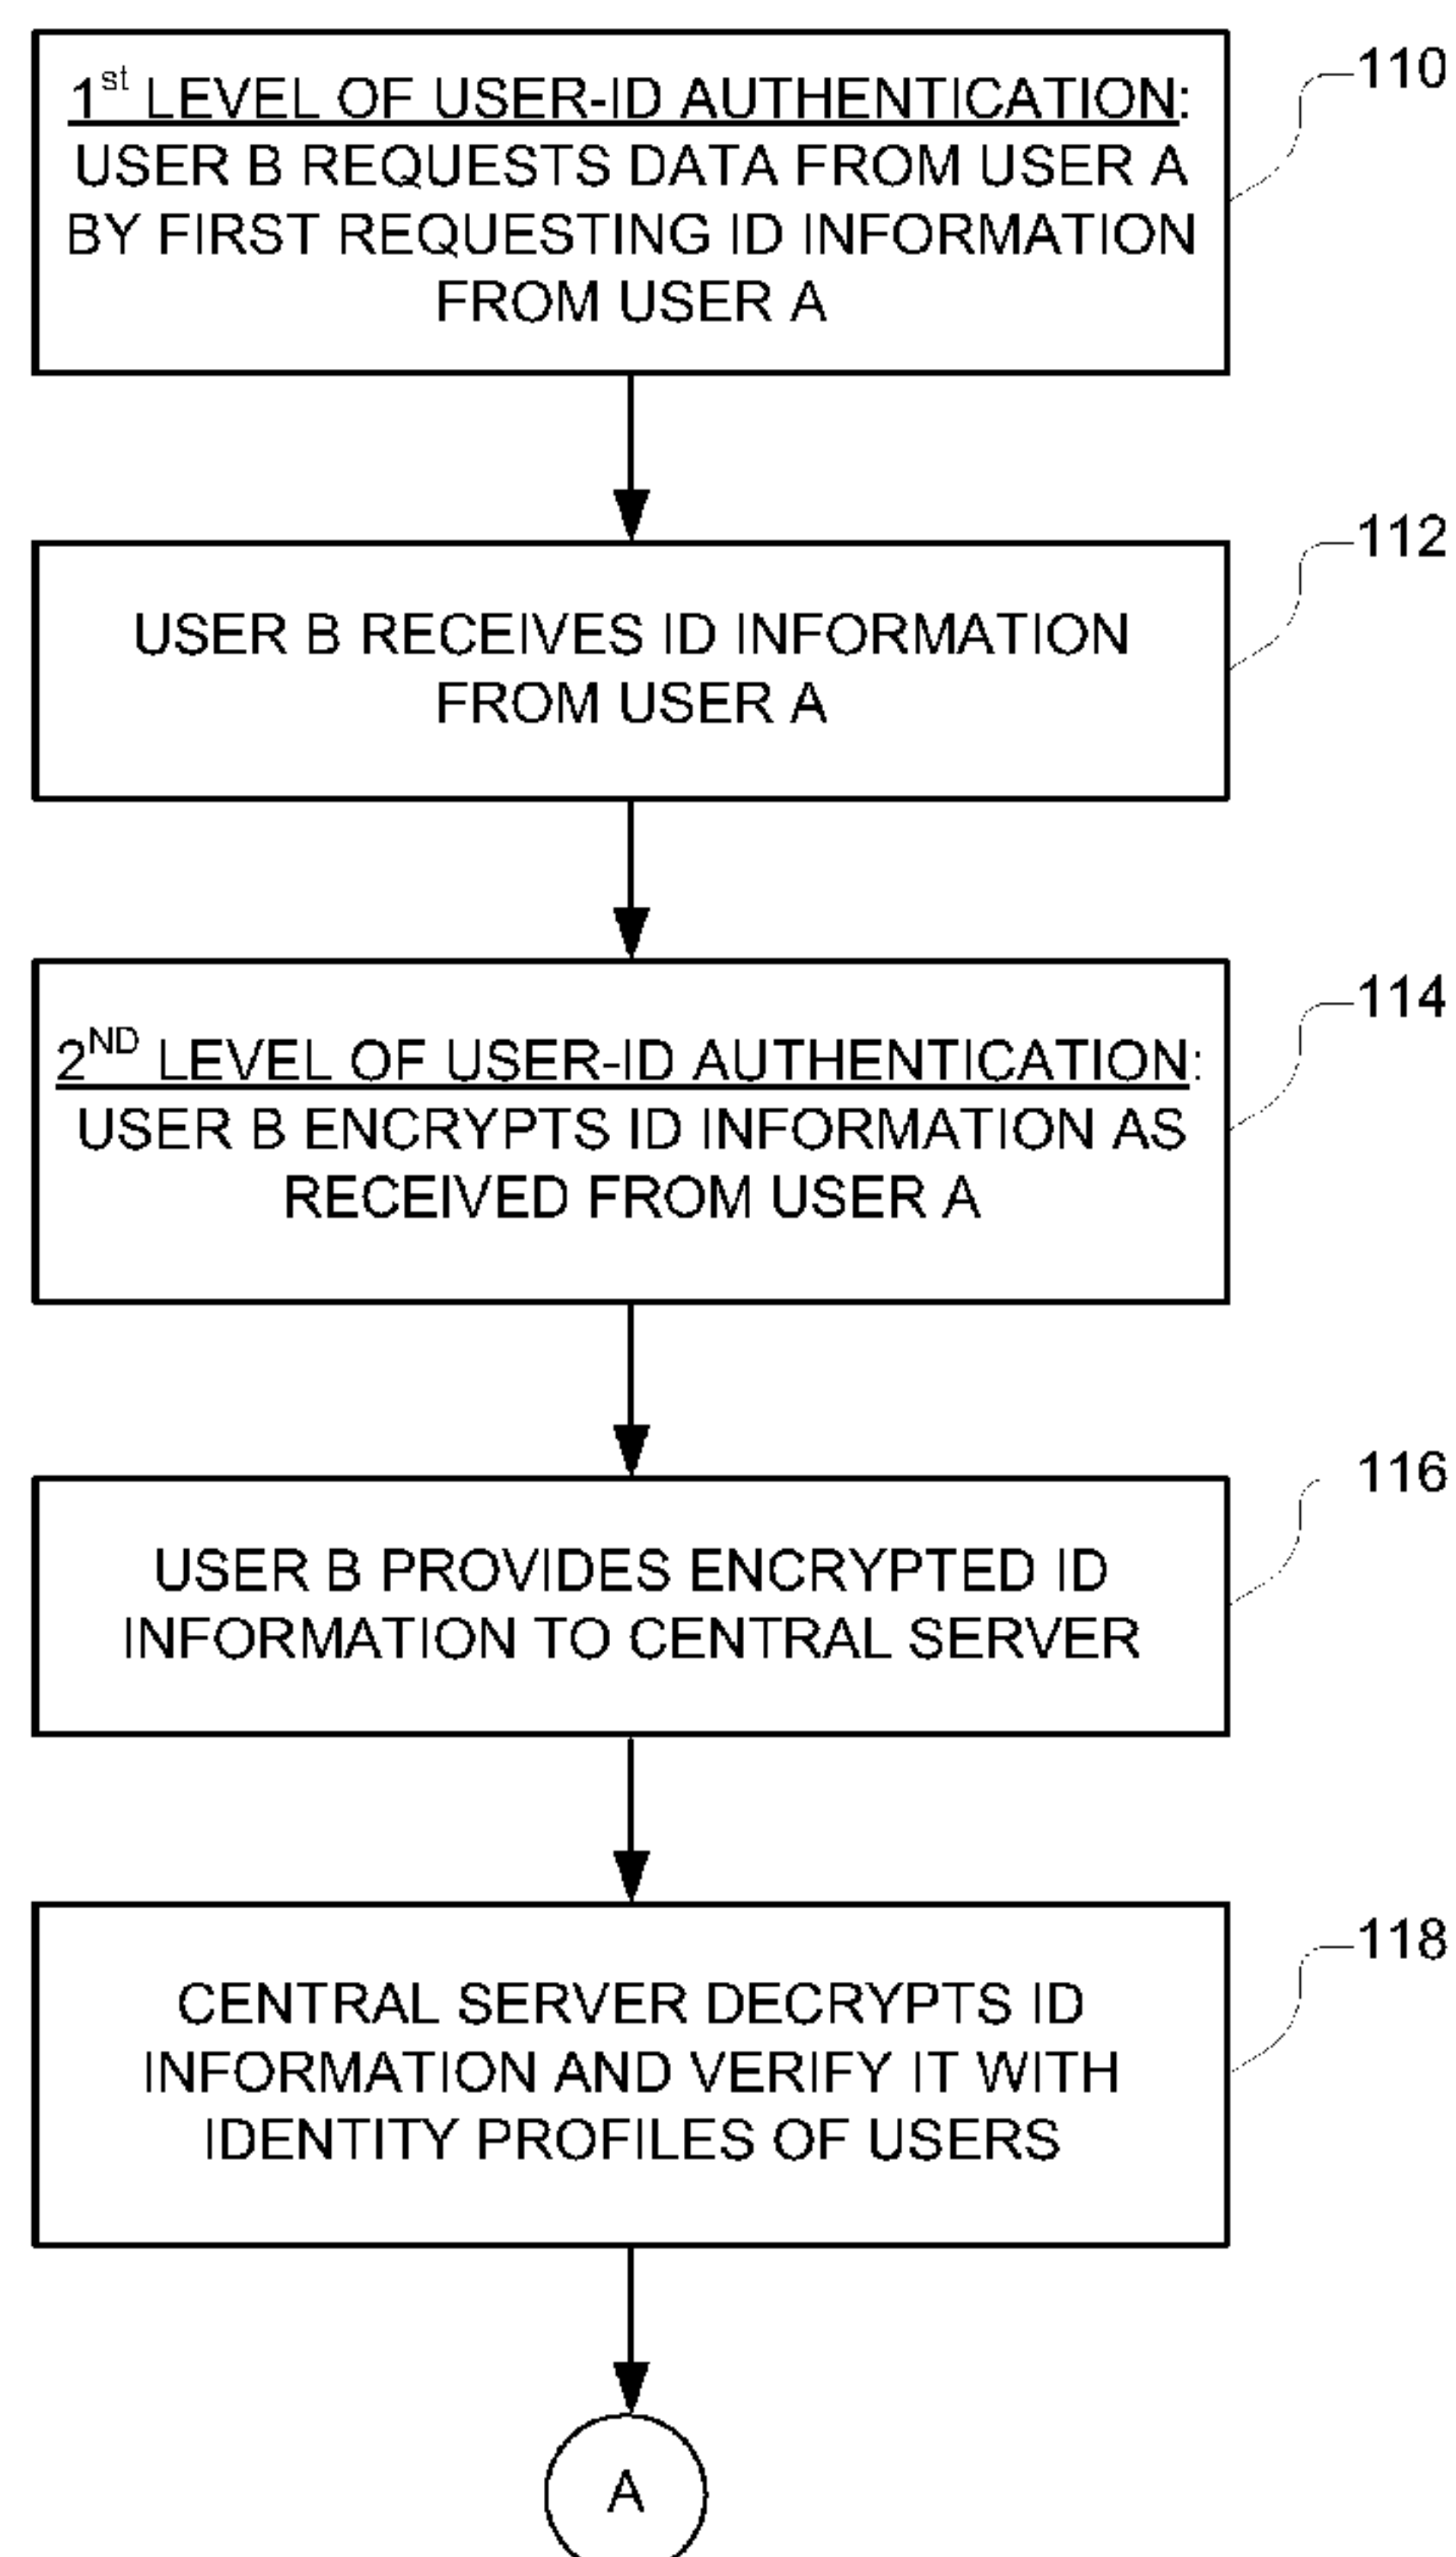 1st LEVEL OF USER-ID AUTHENTICATION:
USER B REQUESTS DATA FROM USER A
BY FIRST REQUESTING ID INFORMATION
FROM USER A
110
USER B RECEIVES ID INFORMATION
FROM USER A
112
2ND LEVEL OF USER-ID AUTHENTICATION:
USER B ENCRYPTS ID INFORMATION AS
RECEIVED FROM USER A
114
USER B PROVIDES ENCRYPTED ID
INFORMATION TO CENTRAL SERVER
116
CENTRAL SERVER DECRYPTS ID
INFORMATION AND VERIFY IT WITH
IDENTITY PROFILES OF USERS
118
A